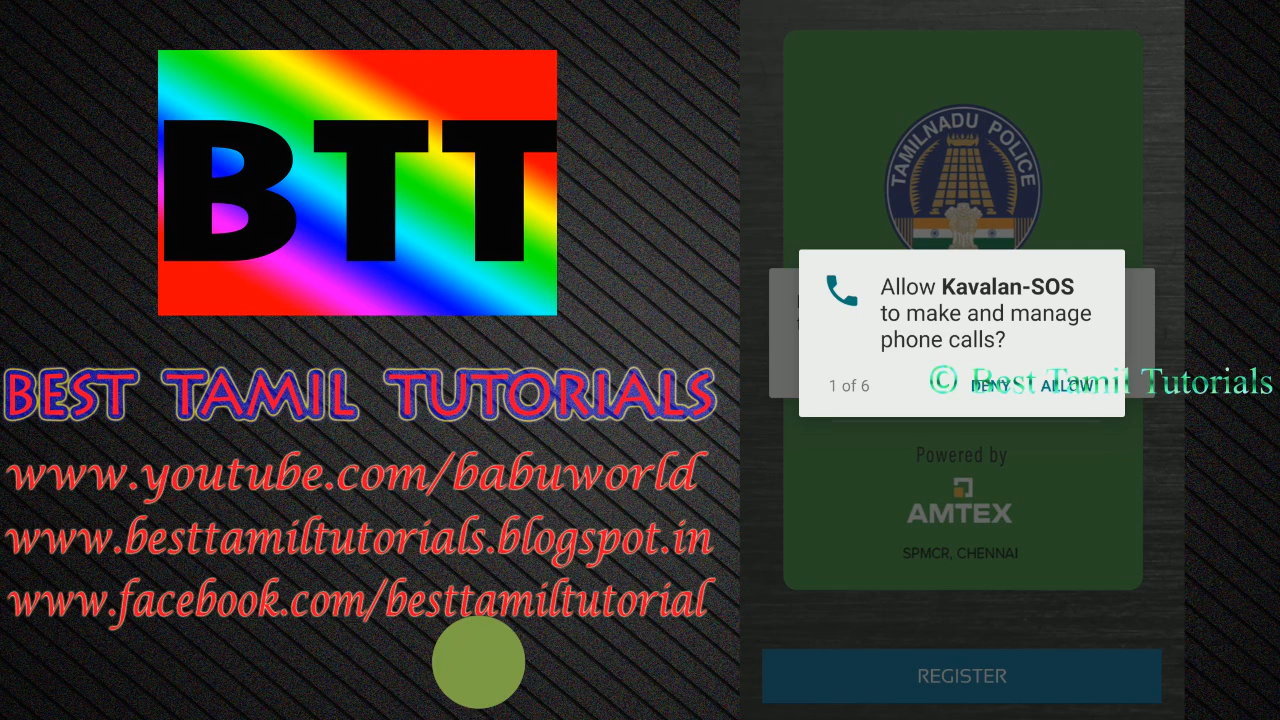 BTT
BEST TAMIL TUTORIALS
www.youtube.com/babuworld
www.besttamiltutorials.blogspot.in
www.facebook.com/besttamiltutorial
TAMILNADU POLICE
Allow Kavalan-SOS
to make and manage
phone calls?
1 of 6 DENY ALLOW
© Best Tamil Tutorials
Powered by
AMTEX
SPMCR, CHENNAI
REGISTER